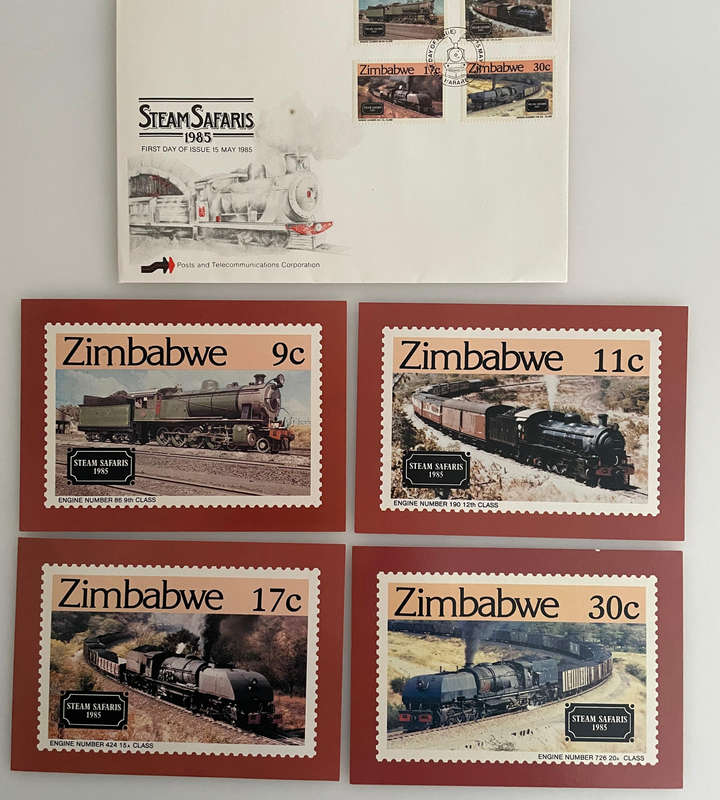 Zimbabwe 17c
Zimbabwe 30c
STEAM SAFARIS
1985
FIRST DAY OF ISSUE 15 MAY 1985
Posts and Telecommunications Corporation
Zimbabwe 9c
STEAM SAFARIS
1985
ENGINE NUMBER 86 9th CLASS
Zimbabwe 11c
STEAM SAFARIS
1985
ENGINE NUMBER 190 12th CLASS
Zimbabwe 17c
STEAM SAFARIS
1985
ENGINE NUMBER 424 15A CLASS
Zimbabwe 30c
STEAM SAFARIS
1985
ENGINE NUMBER 726 20A CLASS